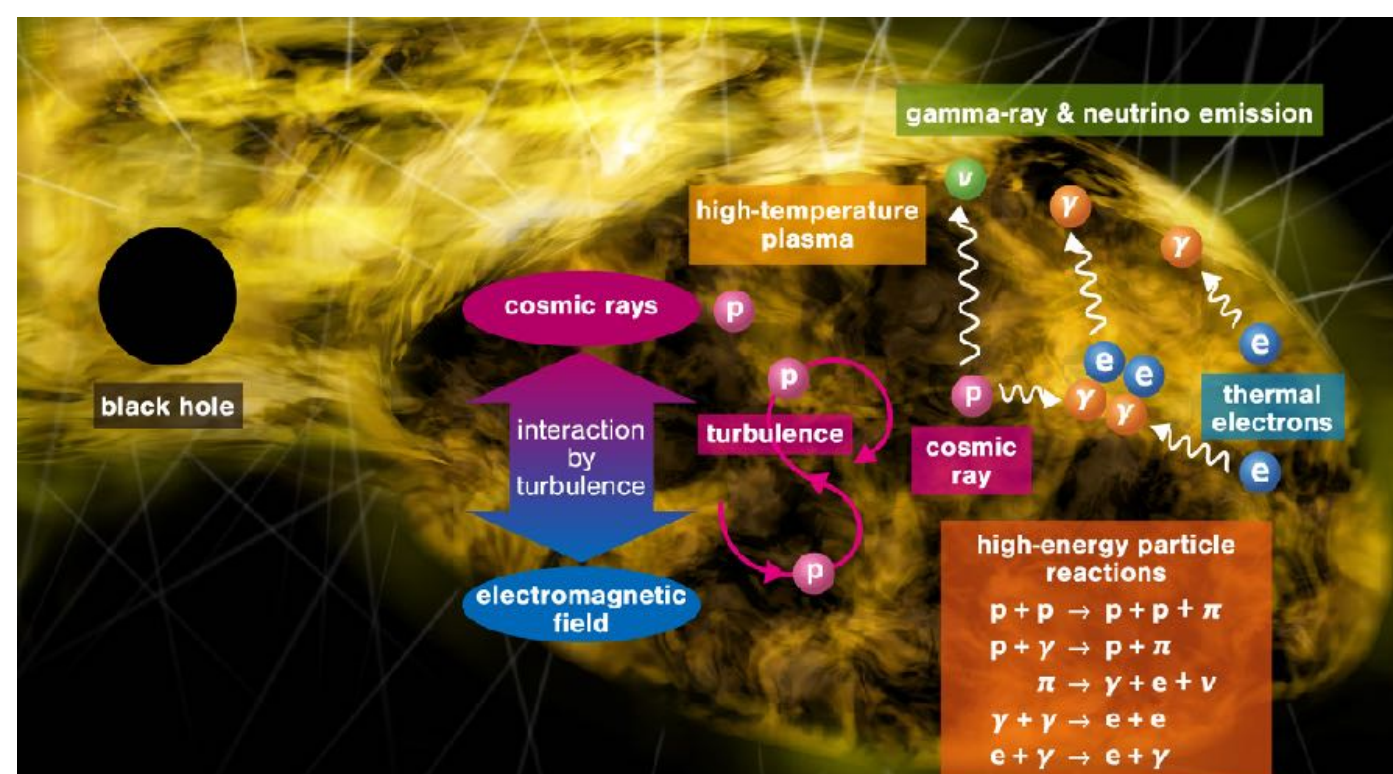 gamma-ray & neutrino emission
ν
γ
γ
high-temperature
plasma
cosmic rays
p
black hole
interaction
by
turbulence
p
turbulence
p
electromagnetic
field
p
cosmic
ray
e
e
γ
γ
e
thermal
electrons
e
high-energy particle
reactions
p + p → p + p + π
p + γ → p + π
π → γ + e + ν
γ + γ → e + e
e + γ → e + γ